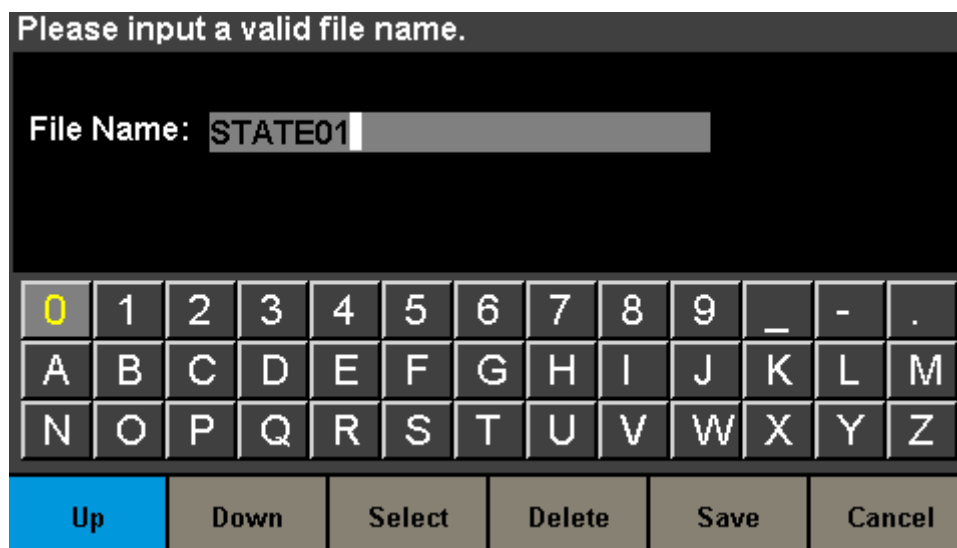 Please input a valid file name.
File Name: STATE01
0 1 2 3 4 5 6 7 8 9 _ - .
A B C D E F G H I J K L M
N O P Q R S T U V W X Y Z
Up Down Select Delete Save Cancel